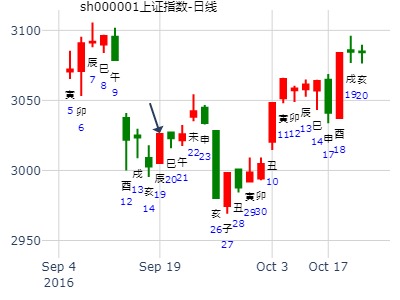 sh000001上证指数-日线
3100
3050
3000
2950
寅
5
卯
6
辰
7
巳
8
午
9
酉
12
戌
13
亥
14
辰
19
巳
20
午
21
未
22
申
23
亥
26
子
27
丑
28
寅
29
卯
30
丑
10
寅
11
卯
12
辰
13
巳
14
申
17
酉
18
戌
19
亥
20
Sep 4
2016
Sep 19
Oct 3
Oct 17